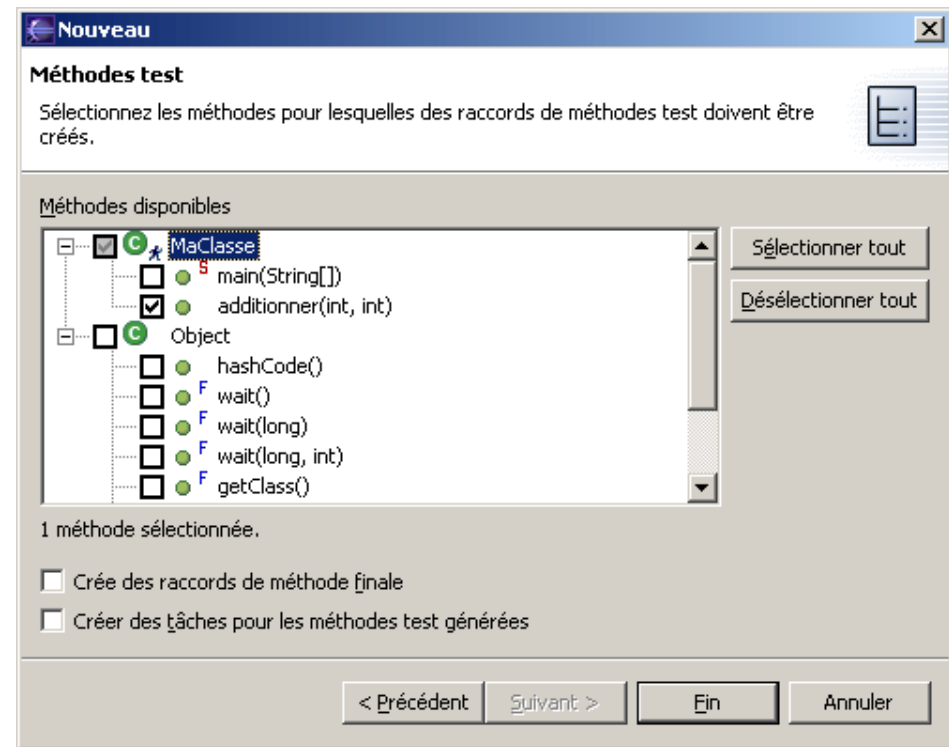 Nouveau
Méthodes test
Sélectionnez les méthodes pour lesquelles des raccords de méthodes test doivent être
créés.
Méthodes disponibles
C MaClasse
S main(String[])
additionner(int, int)
C Object
hashCode()
F wait()
F wait(long)
F wait(long, int)
F getClass()
Sélectionner tout
Désélectionner tout
1 méthode sélectionnée.
Crée des raccords de méthode finale
Créer des tâches pour les méthodes test générées
< Précédent
Suivant >
Fin
Annuler